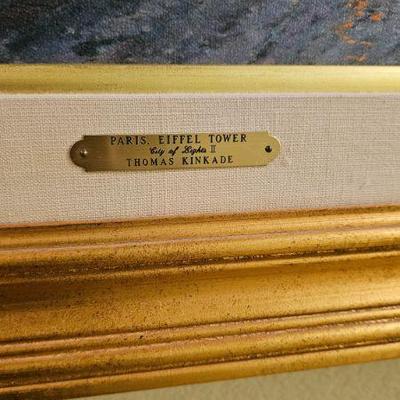 PARIS, EIFFEL TOWER
City of Lights II
THOMAS KINKADE